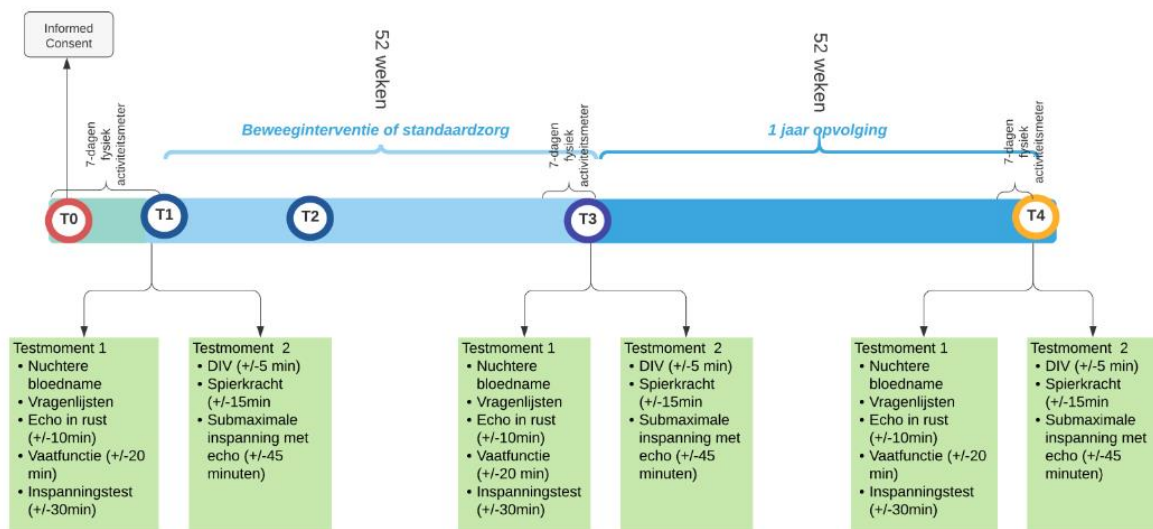 Informed
Consent
52 weken
52 weken
Beweeginterventie of standaardzorg
1 jaar opvolging
7-dagen
fysiek
activiteitsmeter
7-dagen
fysiek
activiteitsmeter
7-dagen
fysiek
activiteitsmeter
T0
T1
T2
T3
T4
Testmoment 1
• Nuchtere
bloedname
• Vragenlijsten
• Echo in rust
(+/-10min)
• Vaatfunctie (+/-20
min)
• Inspanningstest
(+/-30min)
Testmoment 2
• DIV (+/-5 min)
• Spierkracht
(+/-15min
• Submaximale
inspanning met
echo (+/-45
minuten)
Testmoment 1
• Nuchtere
bloedname
• Vragenlijsten
• Echo in rust
(+/-10min)
• Vaatfunctie
(+/-20 min)
• Inspanningstest
(+/-30min)
Testmoment 2
• DIV (+/-5 min)
• Spierkracht
(+/-15min
• Submaximale
inspanning met
echo (+/-45
minuten)
Testmoment 1
• Nuchtere
bloedname
• Vragenlijsten
• Echo in rust
(+/-10min)
• Vaatfunctie (+/-20
min)
• Inspanningstest
(+/-30min)
Testmoment 2
• DIV (+/-5 min)
• Spierkracht
(+/-15min
• Submaximale
inspanning met
echo (+/-45
minuten)